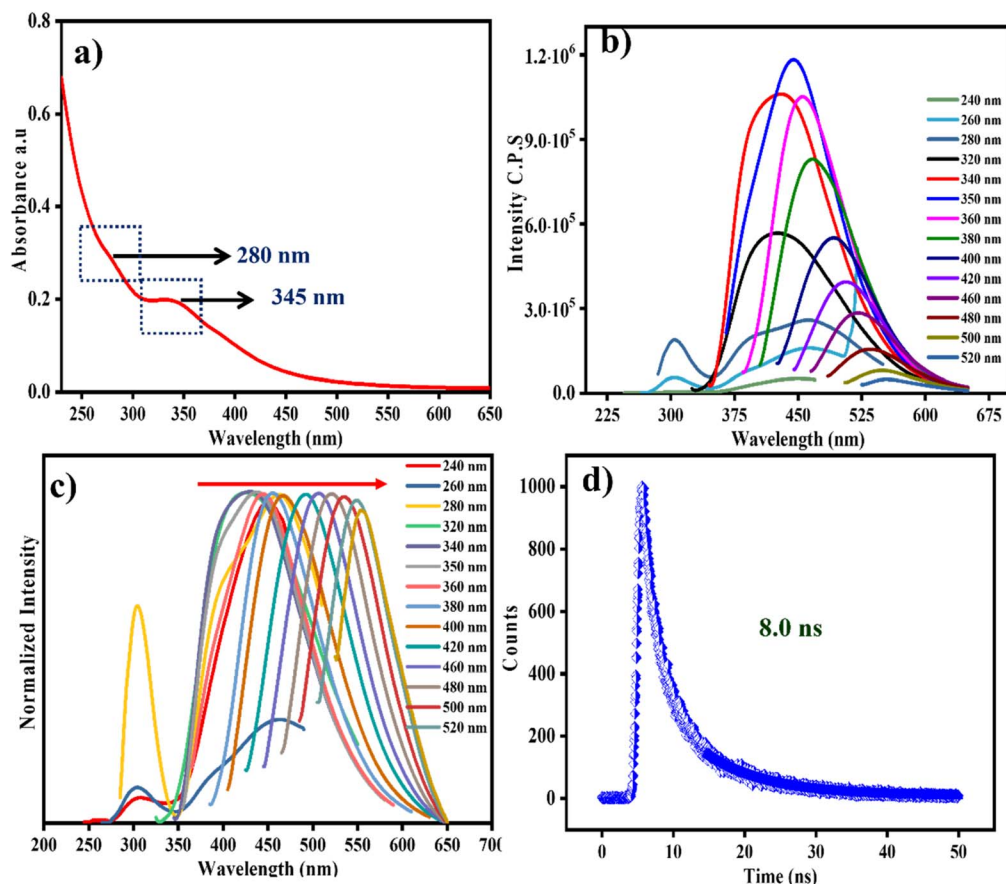 a)
0.8
0.6
0.4
0.2
0.0
Absorbance a.u
280 nm
345 nm
250 300 350 400 450 500 550 600 650
Wavelength (nm)
b)
1.2·10⁶
9.0·10⁵
6.0·10⁵
3.0·10⁵
0.0
Intensity C.P.S
240 nm
260 nm
280 nm
320 nm
340 nm
350 nm
360 nm
380 nm
400 nm
420 nm
460 nm
480 nm
500 nm
520 nm
225 300 375 450 525 600 675
Wavelength (nm)
c)
Normalized Intensity
240 nm
260 nm
280 nm
320 nm
340 nm
350 nm
360 nm
380 nm
400 nm
420 nm
460 nm
480 nm
500 nm
520 nm
200 250 300 350 400 450 500 550 600 650 700
Wavelength (nm)
d)
1000
800
600
400
200
0
Counts
8.0 ns
0 10 20 30 40 50
Time (ns)